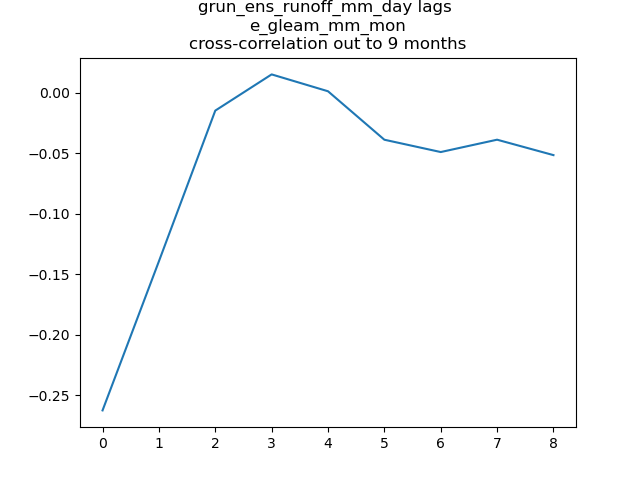 grun_ens_runoff_mm_day lags
e_gleam_mm_mon
cross-correlation out to 9 months
0.00
−0.05
−0.10
−0.15
−0.20
−0.25
0 1 2 3 4 5 6 7 8